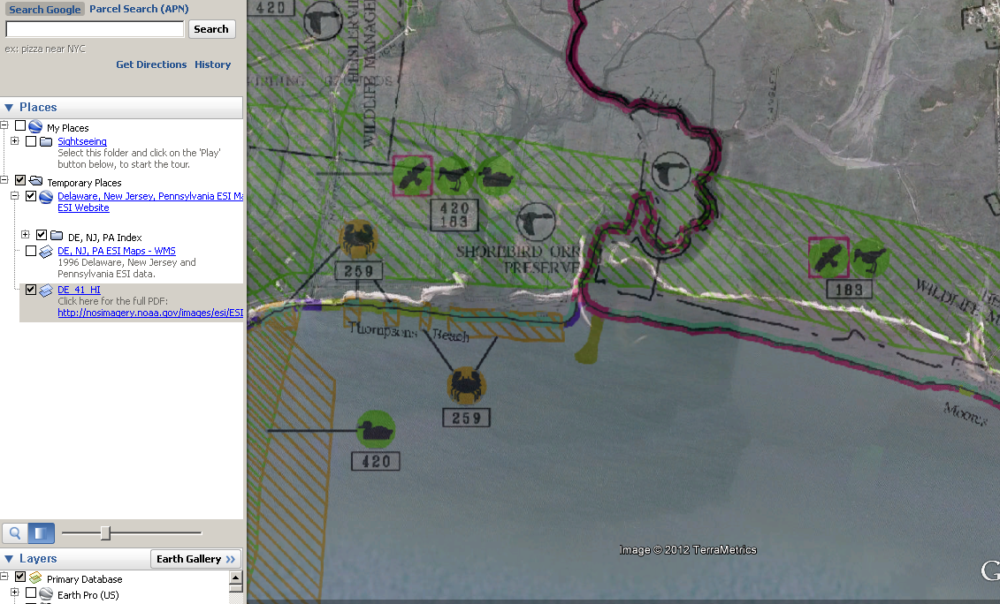 Search Google Parcel Search (APN)
Search
ex: pizza near NYC
Get Directions History
Places
My Places
Sightseeing
Select this folder and click on the 'Play'
button below, to start the tour.
Temporary Places
Delaware, New Jersey, Pennsylvania ESI Ma
ESI Website
DE, NJ, PA Index
DE, NJ, PA ESI Maps - WMS
1996 Delaware, New Jersey and
Pennsylvania ESI data.
DE_41_HI
Click here for the full PDF:
http://nosimagery.noaa.gov/images/esi/ESI
Layers
Earth Gallery »
Primary Database
Earth Pro (US)
420
WILDLIFE MANAGE
Ditch
420
183
259
SHOREBIRD
PRESERVE
183
WILDLIFE
Thompsons Beach
259
420
Moores
Image © 2012 TerraMetrics
G